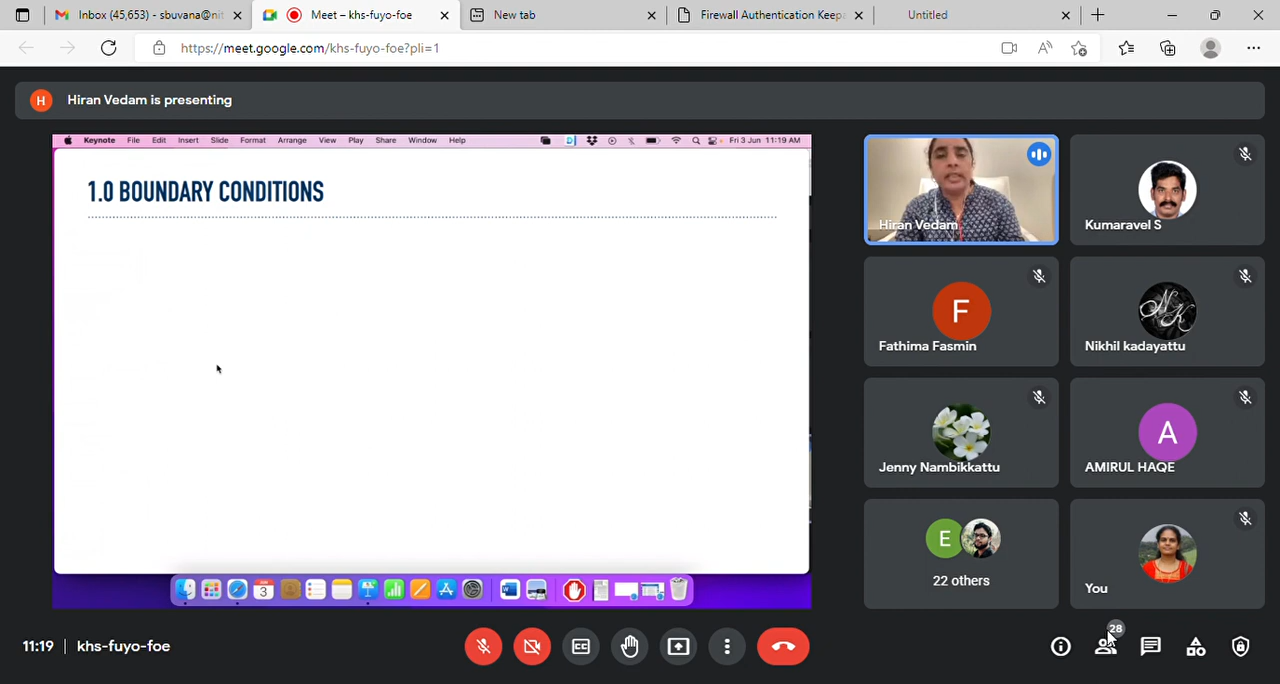 Inbox (45,653) - sbuvana@nit
Meet – khs-fuyo-foe
New tab
Firewall Authentication Keepa
Untitled
https://meet.google.com/khs-fuyo-foe?pli=1
H
Hiran Vedam is presenting
Keynote File Edit Insert Slide Format Arrange View Play Share Window Help
Fri 3 Jun 11:19 AM
1.0 BOUNDARY CONDITIONS
3
W
Hiran Vedam
Kumaravel S
F
Fathima Fasmin
NK
Nikhil kadayattu
Jenny Nambikkattu
A
AMIRUL HAQE
E
22 others
You
11:19 | khs-fuyo-foe
28